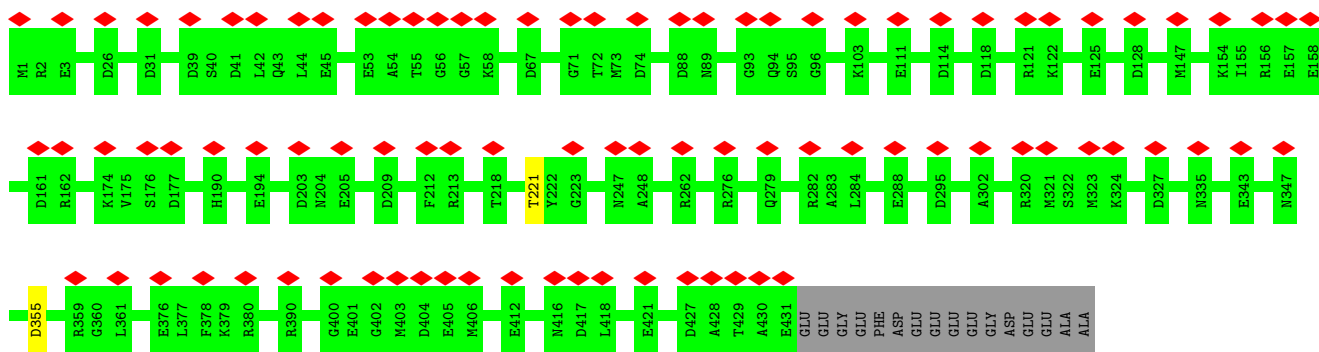 M1 R2 E3 D26 D31 D39 S40 D41 L42 Q43 L44 E45 E53 A54 T55 G56 G57 K58 D67 G71 T72 M73 D74 D88 N89 G93 Q94 S95 G96 K103 E111 D114 D118 R121 K122 E125 D128 M147 K154 I155 R156 E157 E158
D161 R162 K174 V175 S176 D177 H190 E194 D203 N204 E205 D209 F212 R213 T218 T221 Y222 G223 N247 A248 R262 R276 Q279 R282 A283 L284 E288 D295 A302 R320 M321 S322 M323 K324 D327 N335 E343 N347
D355 R359 G360 L361 E376 L377 F378 K379 R380 R390 G400 E401 G402 M403 D404 E405 M406 E412 N416 D417 L418 E421 D427 A428 T429 A430 E431 GLU GLU GLY GLU PHE ASP GLU GLU GLU GLU GLY ASP GLU GLU ALA ALA